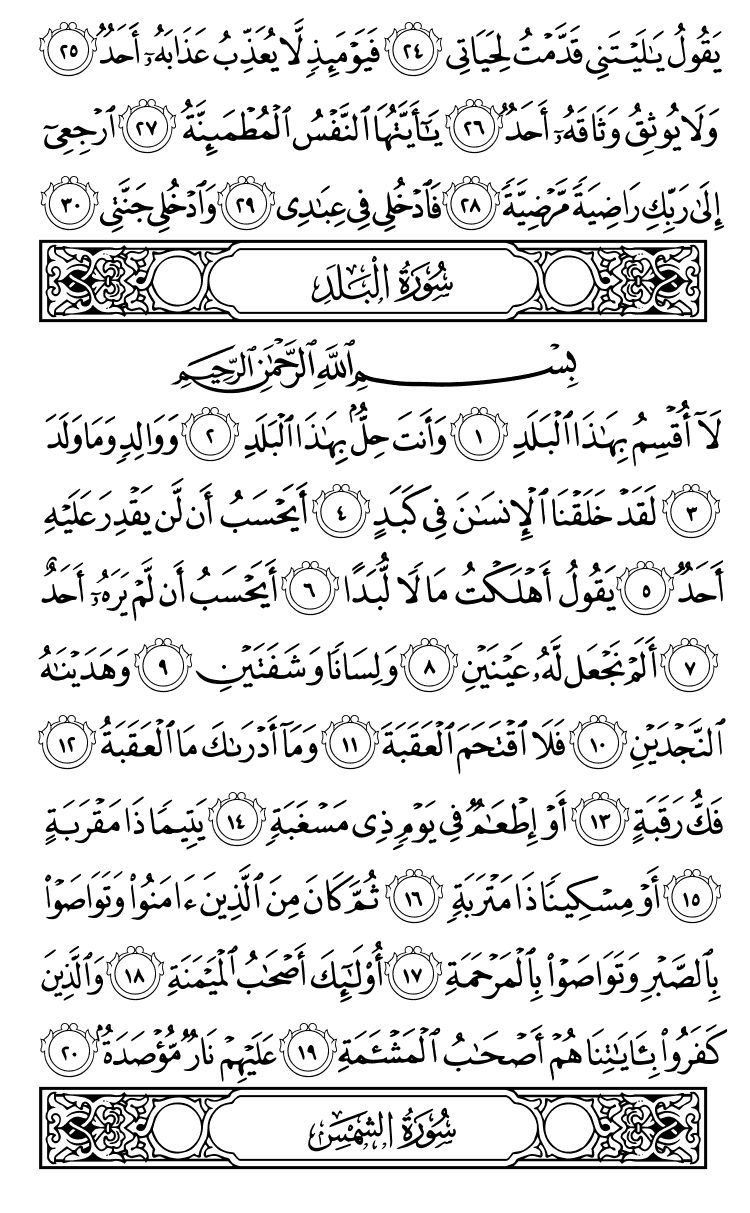 يَقُولُ يَٰلَيْتَنِى قَدَّمْتُ لِحَيَاتِى ٢٤ فَيَوْمَئِذٍ لَّا يُعَذِّبُ عَذَابَهُۥٓ أَحَدٌ ٢٥
وَلَا يُوثِقُ وَثَاقَهُۥٓ أَحَدٌ ٢٦ يَٰٓأَيَّتُهَا ٱلنَّفْسُ ٱلْمُطْمَئِنَّةُ ٢٧ ٱرْجِعِىٓ
إِلَىٰ رَبِّكِ رَاضِيَةً مَّرْضِيَّةً ٢٨ فَٱدْخُلِى فِى عِبَٰدِى ٢٩ وَٱدْخُلِى جَنَّتِى ٣٠
سُورَةُ الْبَلَدِ
بِسْمِ ٱللَّهِ ٱلرَّحْمَٰنِ ٱلرَّحِيمِ
لَآ أُقْسِمُ بِهَٰذَا ٱلْبَلَدِ ١ وَأَنتَ حِلٌّۢ بِهَٰذَا ٱلْبَلَدِ ٢ وَوَالِدٍ وَمَا وَلَدَ
٣ لَقَدْ خَلَقْنَا ٱلْإِنسَٰنَ فِى كَبَدٍ ٤ أَيَحْسَبُ أَن لَّن يَقْدِرَ عَلَيْهِ
أَحَدٌ ٥ يَقُولُ أَهْلَكْتُ مَالًا لُّبَدًا ٦ أَيَحْسَبُ أَن لَّمْ يَرَهُۥٓ أَحَدٌ
٧ أَلَمْ نَجْعَل لَّهُۥ عَيْنَيْنِ ٨ وَلِسَانًا وَشَفَتَيْنِ ٩ وَهَدَيْنَٰهُ
ٱلنَّجْدَيْنِ ١٠ فَلَا ٱقْتَحَمَ ٱلْعَقَبَةَ ١١ وَمَآ أَدْرَىٰكَ مَا ٱلْعَقَبَةُ ١٢
فَكُّ رَقَبَةٍ ١٣ أَوْ إِطْعَٰمٌ فِى يَوْمٍ ذِى مَسْغَبَةٍ ١٤ يَتِيمًا ذَا مَقْرَبَةٍ
١٥ أَوْ مِسْكِينًا ذَا مَتْرَبَةٍ ١٦ ثُمَّ كَانَ مِنَ ٱلَّذِينَ ءَامَنُوا۟ وَتَوَاصَوْا۟
بِٱلصَّبْرِ وَتَوَاصَوْا۟ بِٱلْمَرْحَمَةِ ١٧ أُو۟لَٰٓئِكَ أَصْحَٰبُ ٱلْمَيْمَنَةِ ١٨ وَٱلَّذِينَ
كَفَرُوا۟ بِـَٔايَٰتِنَا هُمْ أَصْحَٰبُ ٱلْمَشْـَٔمَةِ ١٩ عَلَيْهِمْ نَارٌ مُّؤْصَدَةٌۢ ٢٠
سُورَةُ الشَّمْسِ